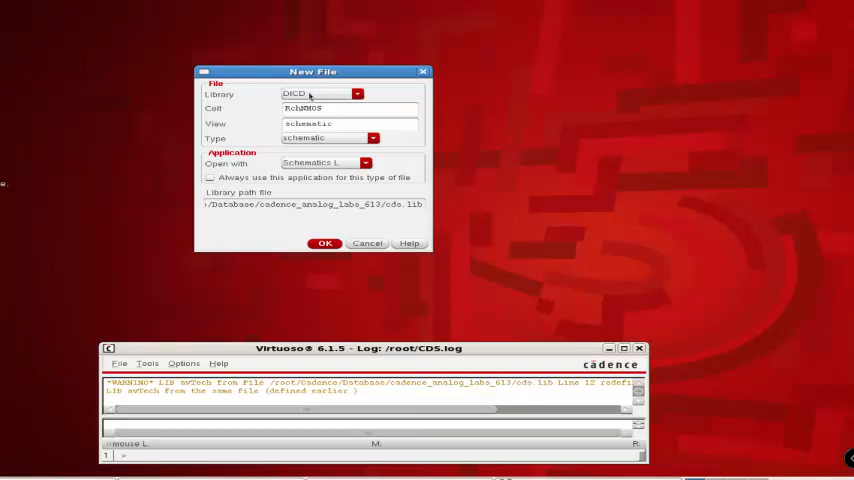 e.
New File
File
Library DICD
Cell RchNMOS
View schematic
Type schematic
Application
Open with Schematics L
Always use this application for this type of file
Library path file
/Database/cadence_analog_labs_613/cds.lib
OK Cancel Help
C Virtuoso® 6.1.5 - Log: /root/CDS.log
File Tools Options Help
cadence
*WARNING* LIB avTech from File /root/Cadence/Database/cadence_analog_labs_613/cds.lib Line 12 redefi
LIB avTech from the same file (defined earlier.)
mouse L: M: R:
1 >